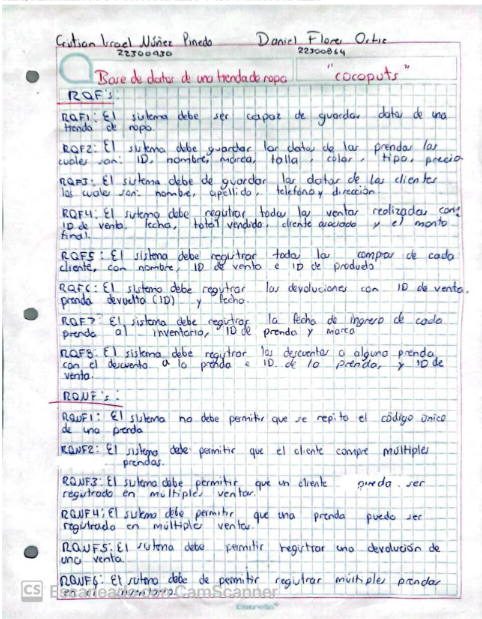 Cristian Israel Núñez Pinedo Daniel Flores Ortiz
22300930 22300864
Base de datos de una tienda de ropa "cocoputs"
RQF's:
RQF1: El sistema debe ser capaz de guardar datos de una
tienda de ropa.
RQF2: El sistema debe guardar los datos de las prendas los
cuales son: ID, nombre, marca, talla, color, tipo, precio
RQF3: El sistema debe de guardar los datos de los clientes
los cuales son: nombre, apellido, teléfono y dirección
RQF4: El sistema debe registrar todas las ventas realizadas con:
ID de venta, fecha, total vendido, cliente asociado y el monto
final.
RQF5: El sistema debe registrar todas las compras de cada
cliente, con nombre, ID de venta e ID de producto
RQF6: El sistema debe registrar las devoluciones con ID de venta,
prenda devuelta (ID) y fecha.
RQF7: El sistema debe registrar la fecha de ingreso de cada
prenda al inventario, ID de prenda y marca
RQF8: El sistema debe registrar los descuentos a alguna prenda
con el descuento a la prenda e ID de la prenda, y ID de
venta.
RQNF's:
RQNF1: El sistema no debe permitir que se repita el código único
de una prenda
RQNF2: El sistema debe permitir que el cliente compre multiples
prendas.
RQNF3: El sistema debe permitir, que un cliente pueda ser
registrado en multiples ventas.
RQNF4: El sistema debe permitir, que una prenda pueda ser
registrado en múltiples ventas.
RQNF5: El sistema debe permitir registrar una devolución de
una venta.
RQNF6: El sistema debe de permitir registrar múltiples prendas
CS Escaneado con CamScanner